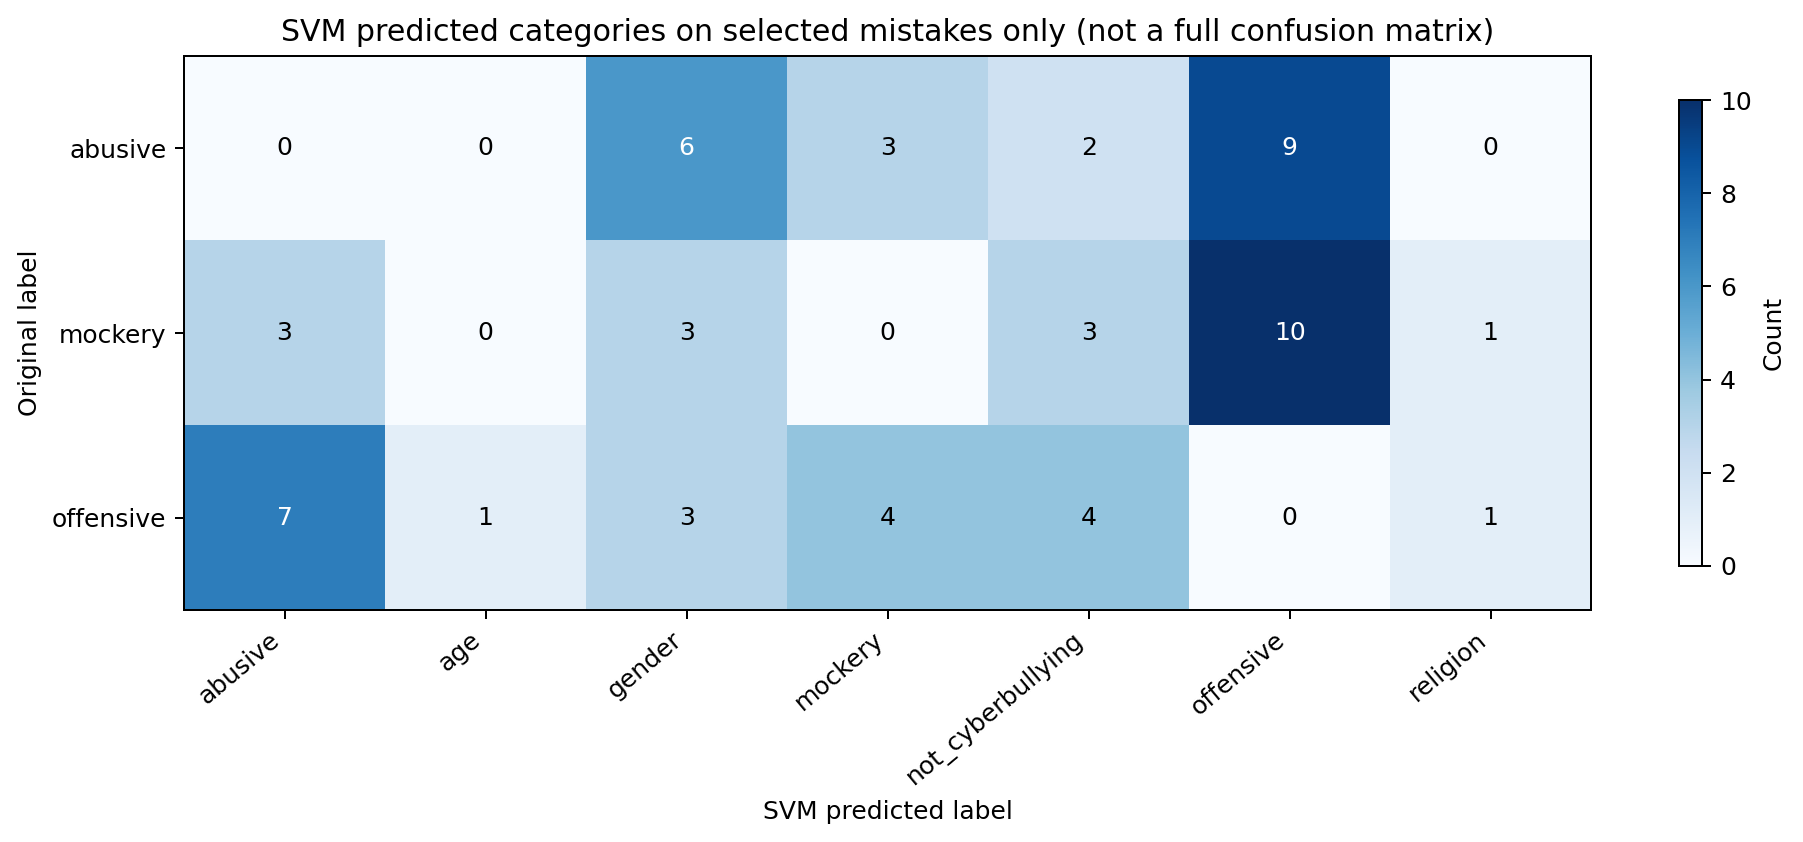 SVM predicted categories on selected mistakes only (not a full confusion matrix)
Original label
abusive
0 0 6 3 2 9 0
mockery
3 0 3 0 3 10 1
offensive
7 1 3 4 4 0 1
abusive
age
gender
mockery
not_cyberbullying
offensive
religion
SVM predicted label
10
8
6
4
2
0
Count